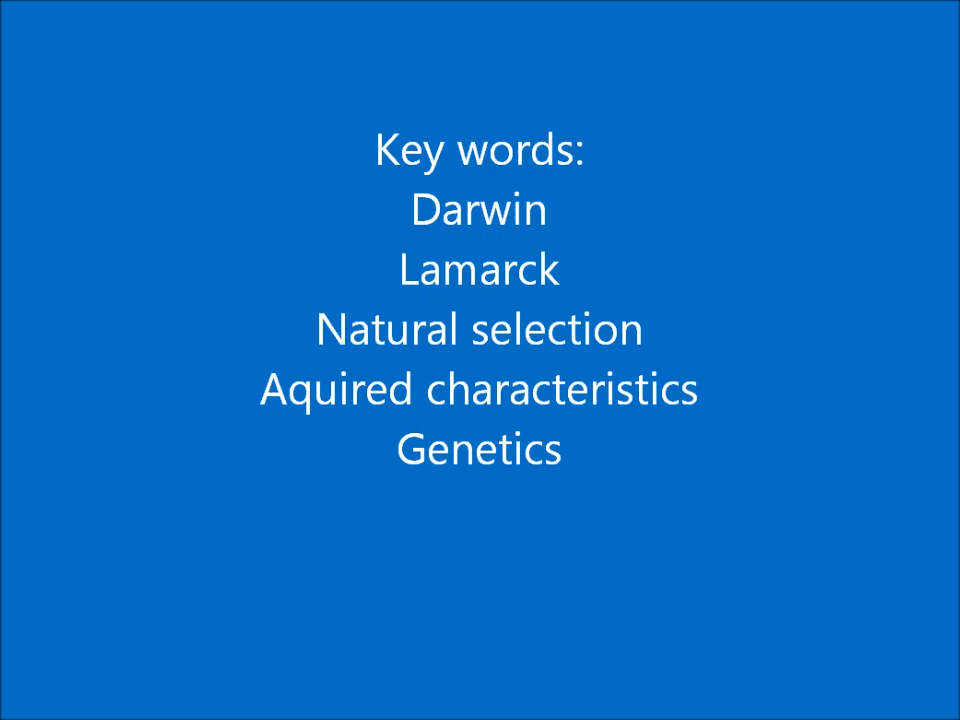 Key words:
Darwin
Lamarck
Natural selection
Aquired characteristics
Genetics